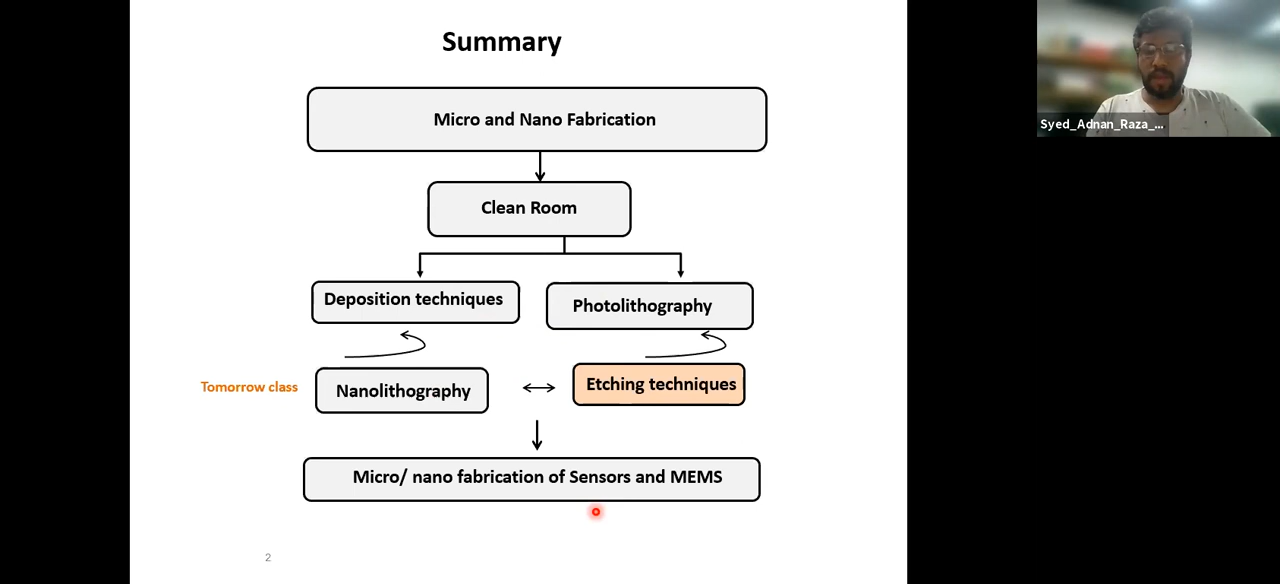 Summary
Micro and Nano Fabrication
Syed_Adnan_Raza_...
Clean Room
Deposition techniques
Photolithography
Tomorrow class
Nanolithography
Etching techniques
Micro/ nano fabrication of Sensors and MEMS
2